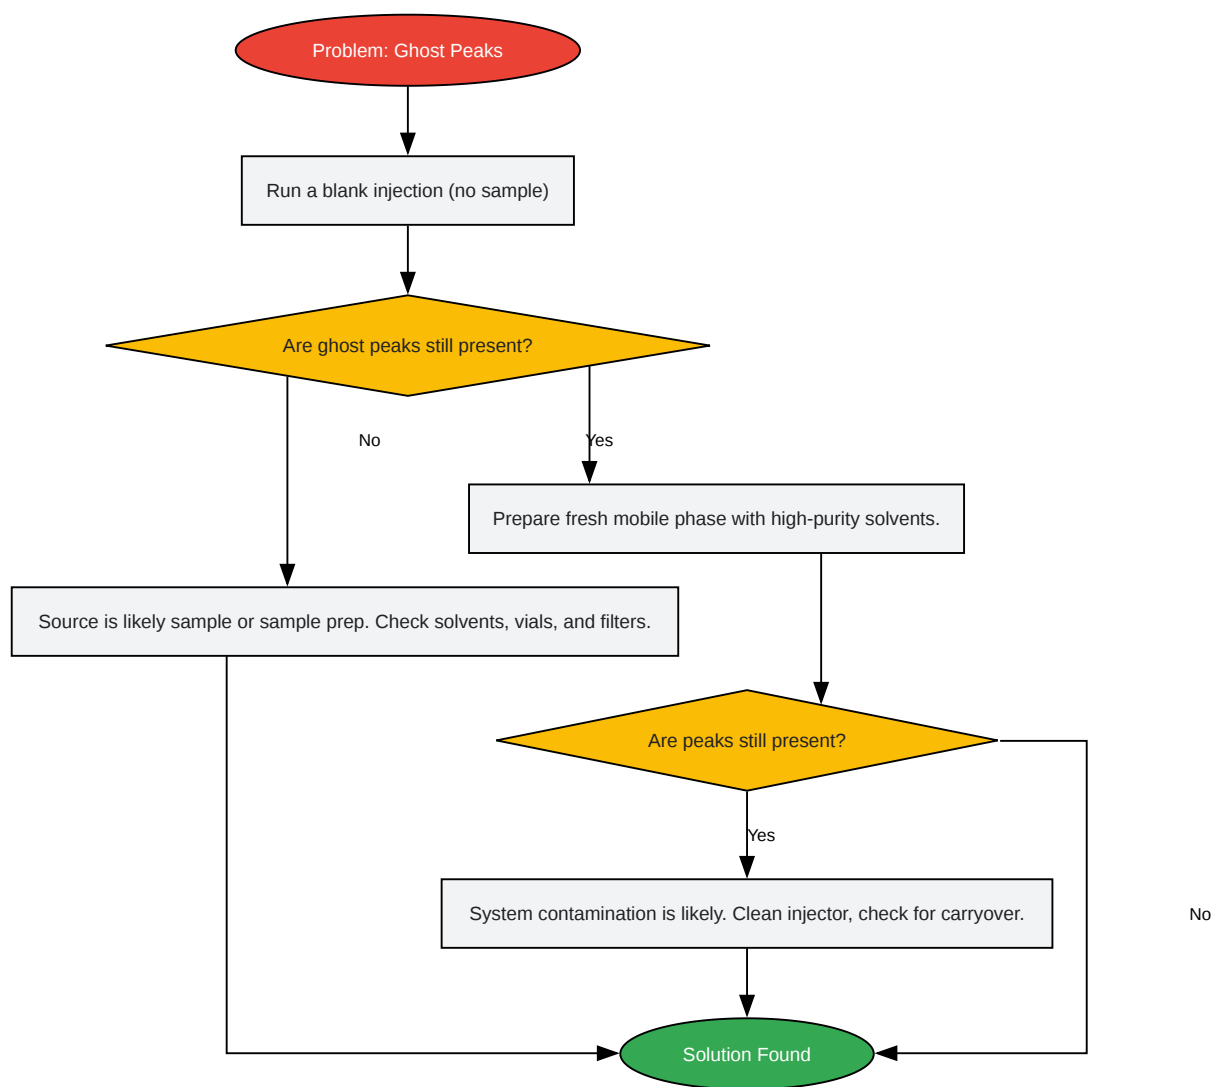 Problem: Ghost Peaks
Run a blank injection (no sample)
Are ghost peaks still present?
No
Yes
Prepare fresh mobile phase with high-purity solvents.
Source is likely sample or sample prep. Check solvents, vials, and filters.
Are peaks still present?
Yes
System contamination is likely. Clean injector, check for carryover.
No
Solution Found